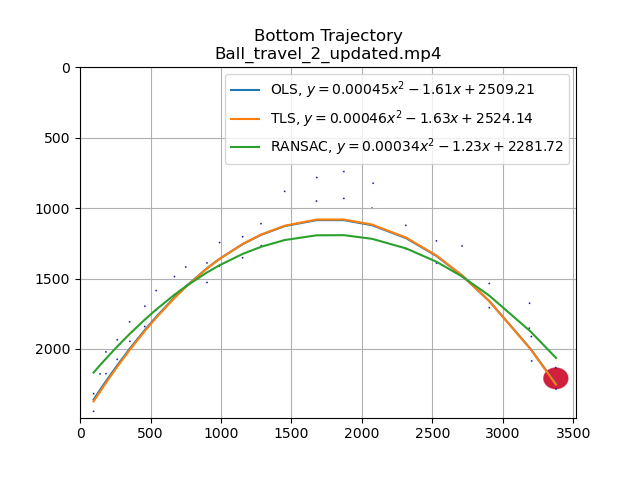 Bottom Trajectory
Ball_travel_2_updated.mp4
OLS, y = 0.00045x² − 1.61x + 2509.21
TLS, y = 0.00046x² − 1.63x + 2524.14
RANSAC, y = 0.00034x² − 1.23x + 2281.72
0
500
1000
1500
2000
0 500 1000 1500 2000 2500 3000 3500